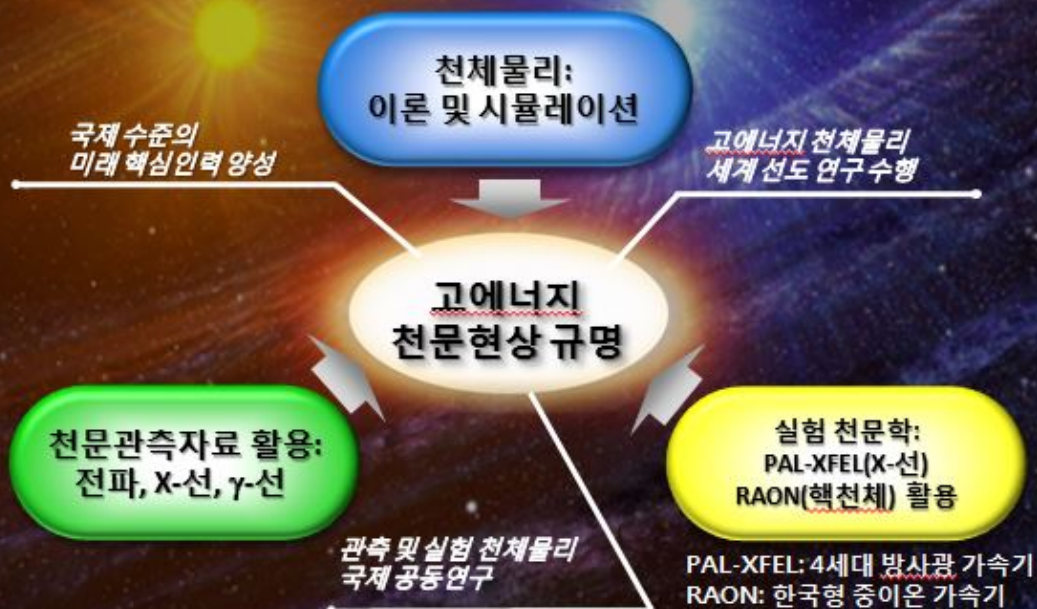 천체물리:
이론 및 시뮬레이션
국제 수준의
미래 핵심인력 양성
고에너지 천체물리
세계 선도 연구 수행
고에너지
천문현상 규명
천문관측자료 활용:
전파, X-선, γ-선
실험 천문학:
PAL-XFEL(X-선)
RAON(핵천체) 활용
관측 및 실험 천체물리
국제 공동연구
PAL-XFEL: 4세대 방사광 가속기
RAON: 한국형 중이온 가속기